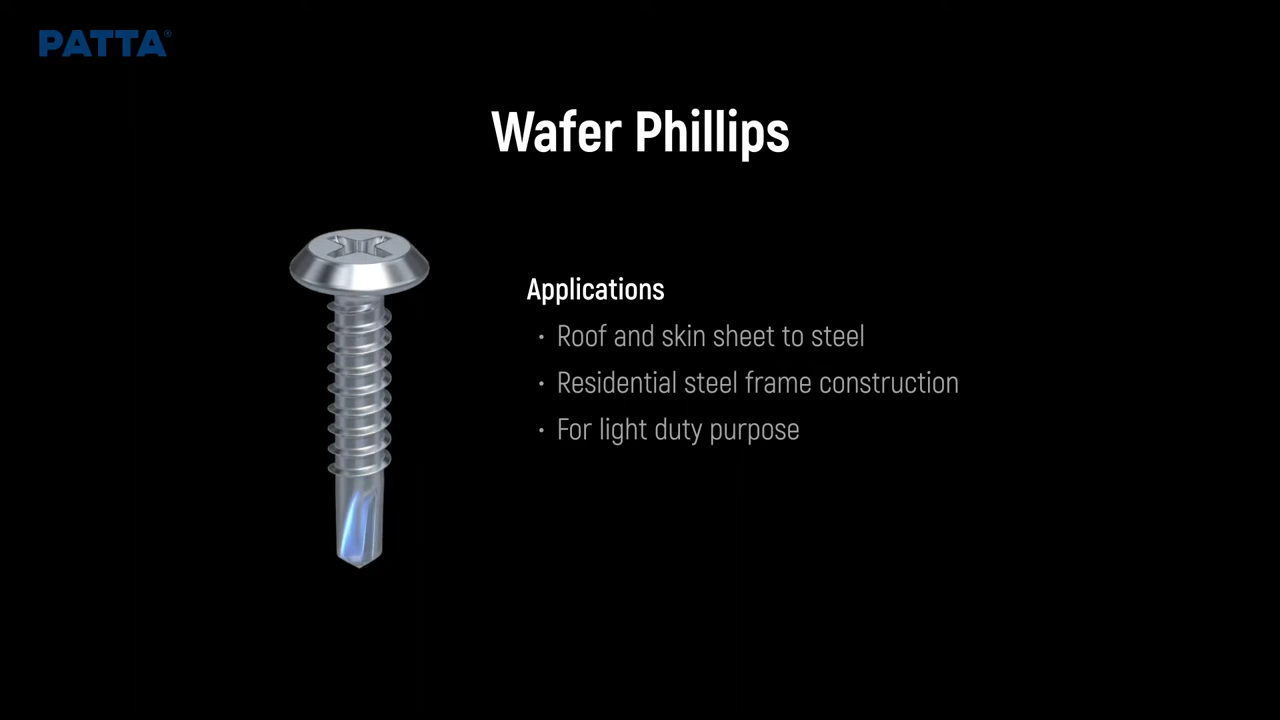 PATTA®
Wafer Phillips
Applications
• Roof and skin sheet to steel
• Residential steel frame construction
• For light duty purpose